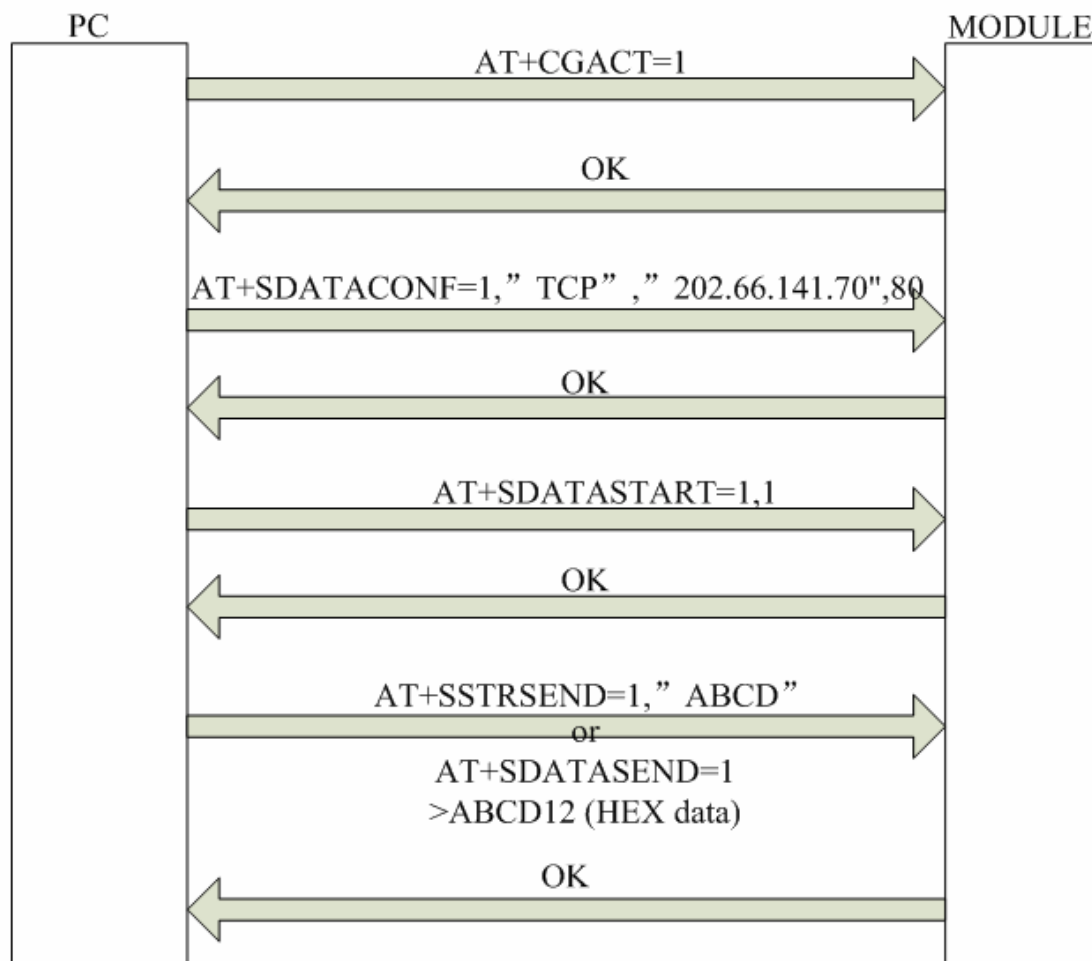 PC
MODULE
AT+CGACT=1
OK
AT+SDATACONF=1,” TCP” ,” 202.66.141.70",80
OK
AT+SDATASTART=1,1
OK
AT+SSTRSEND=1,” ABCD”
or
AT+SDATASEND=1
>ABCD12 (HEX data)
OK